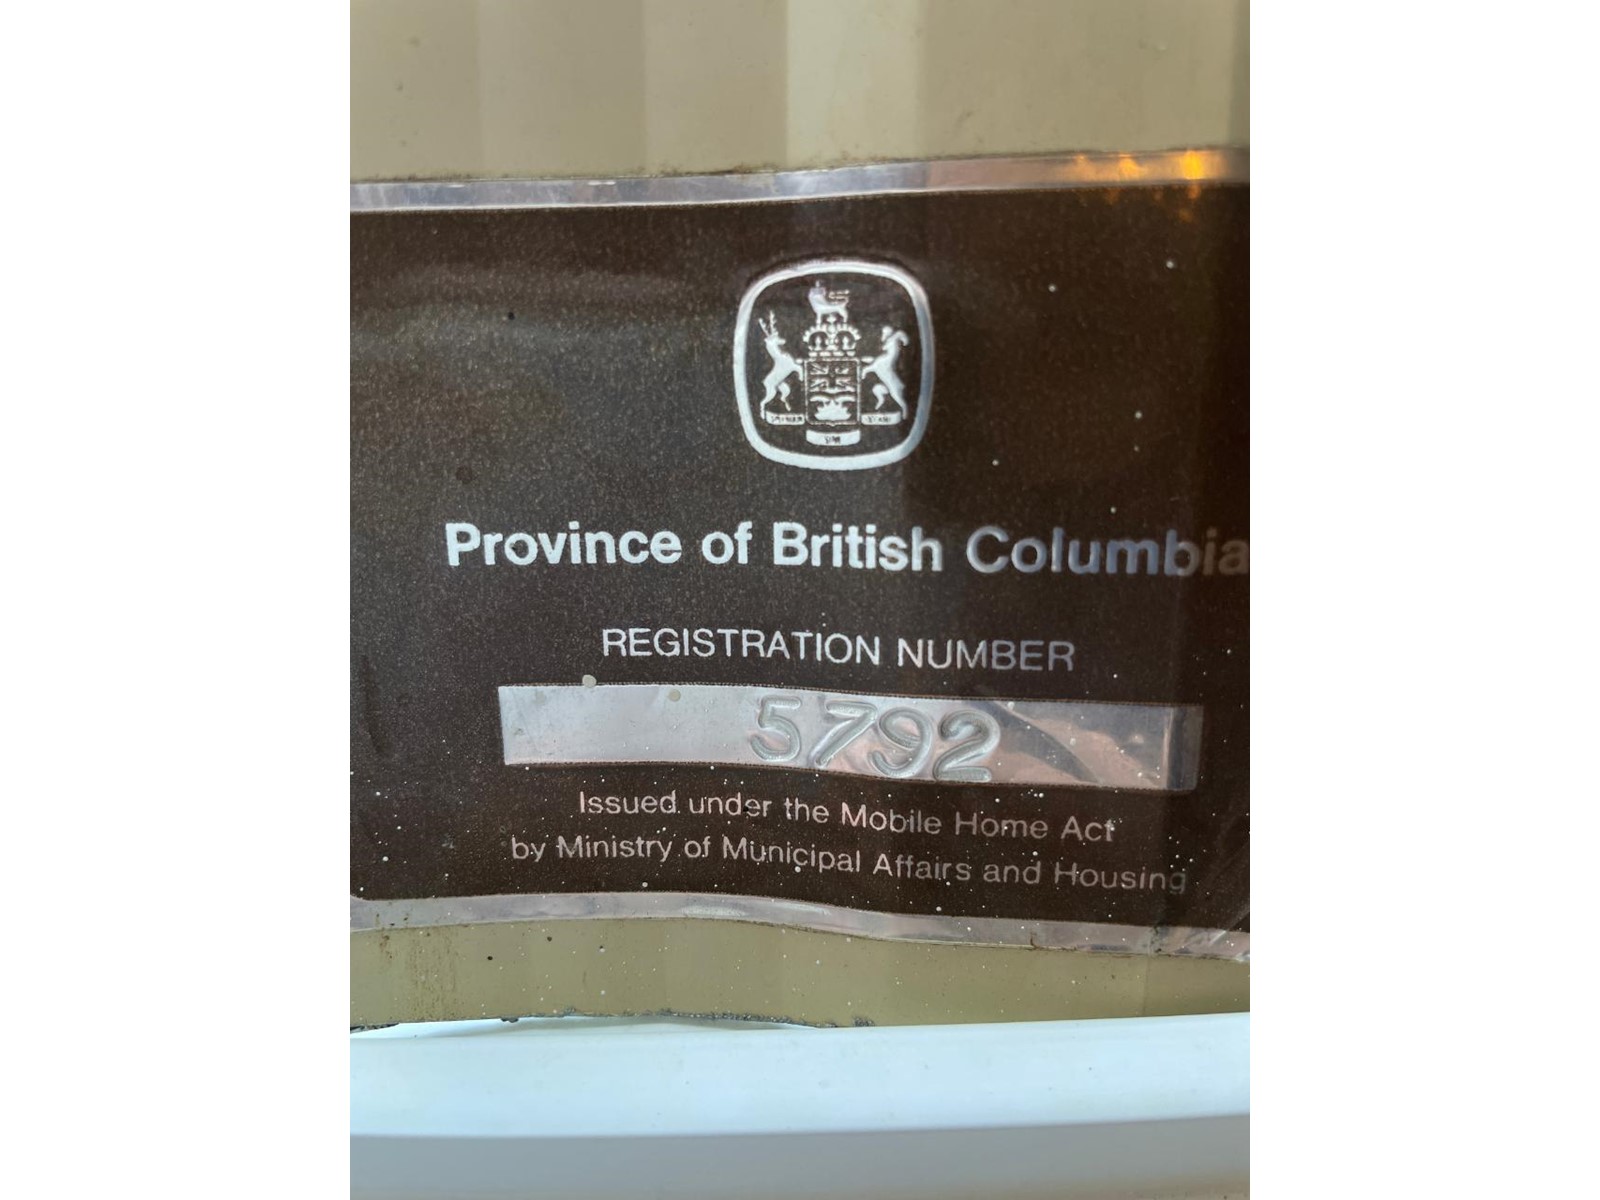 Province of British Columbia
REGISTRATION NUMBER
5792
Issued under the Mobile Home Act
by Ministry of Municipal Affairs and Housing